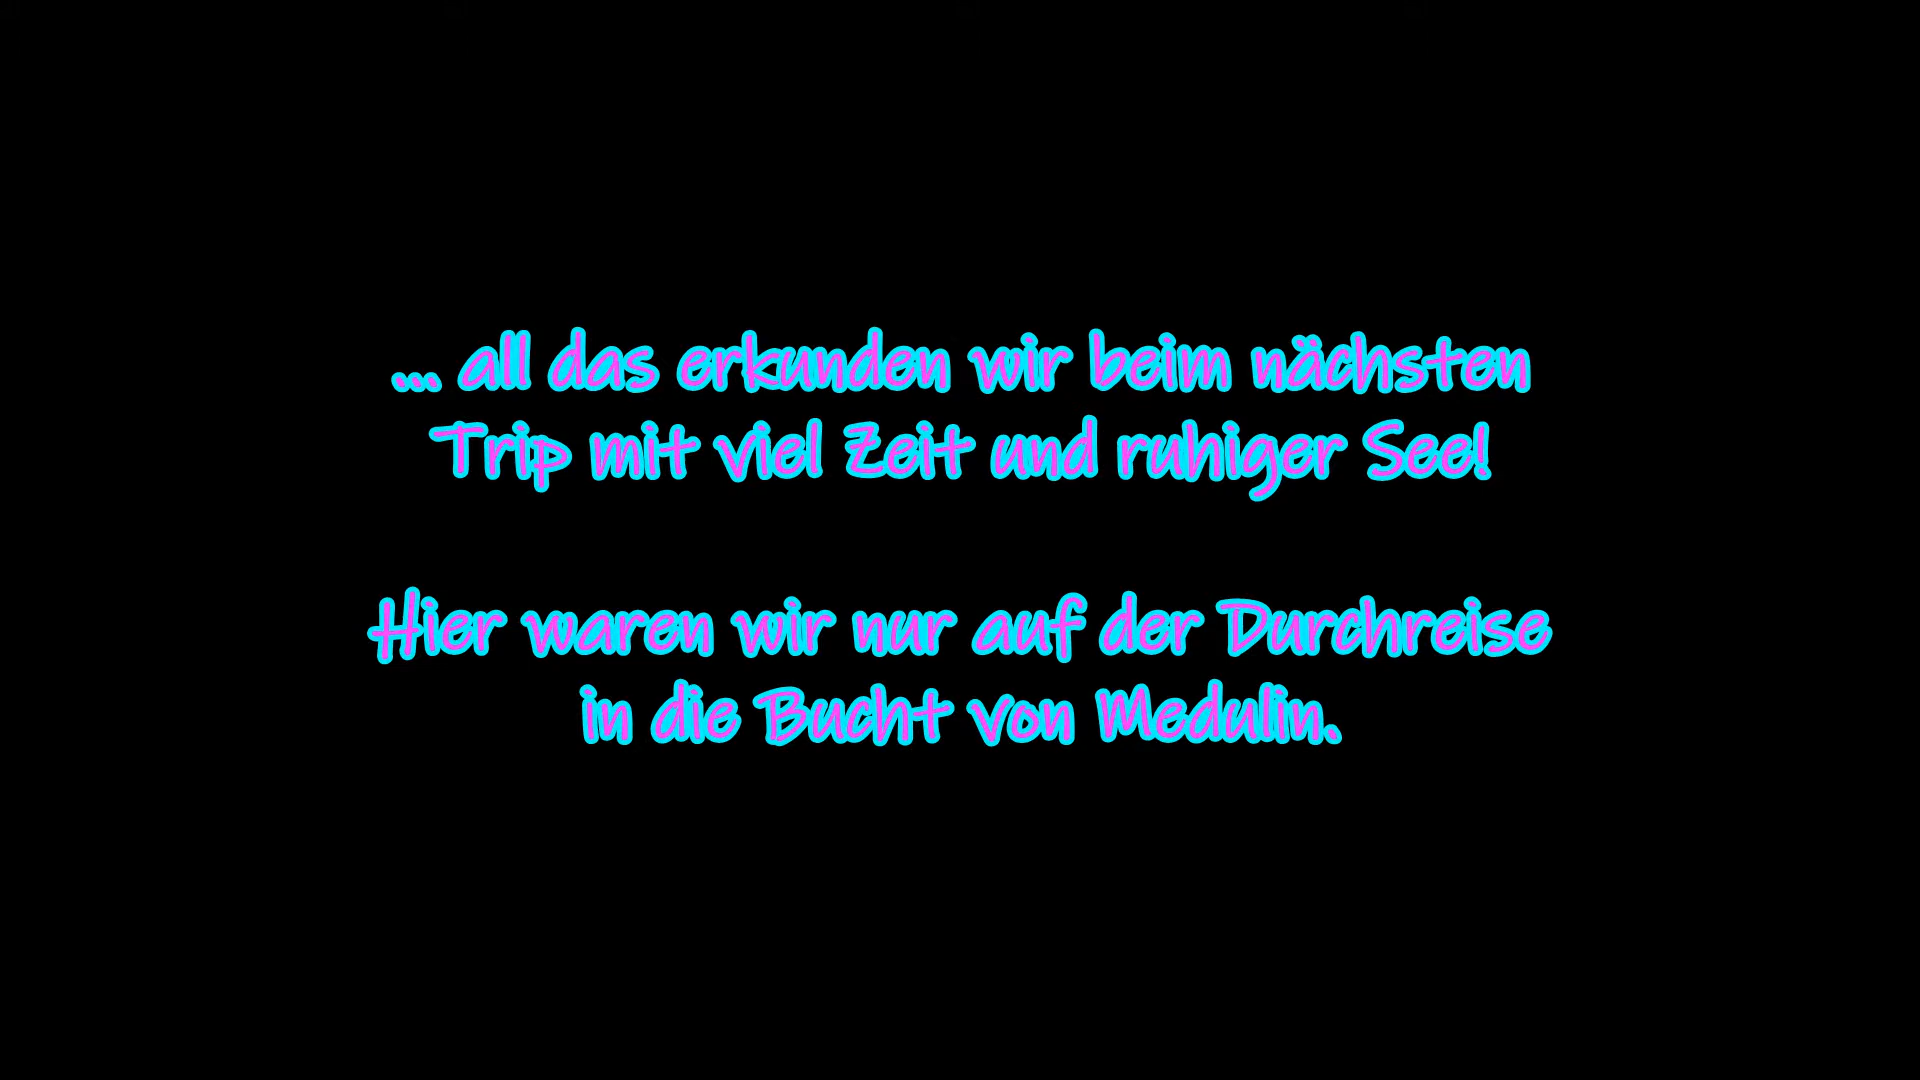 ... all das erkunden wir beim nächsten
Trip mit viel Zeit und ruhiger See!
Hier waren wir nur auf der Durchreise
in die Bucht von Medulin.